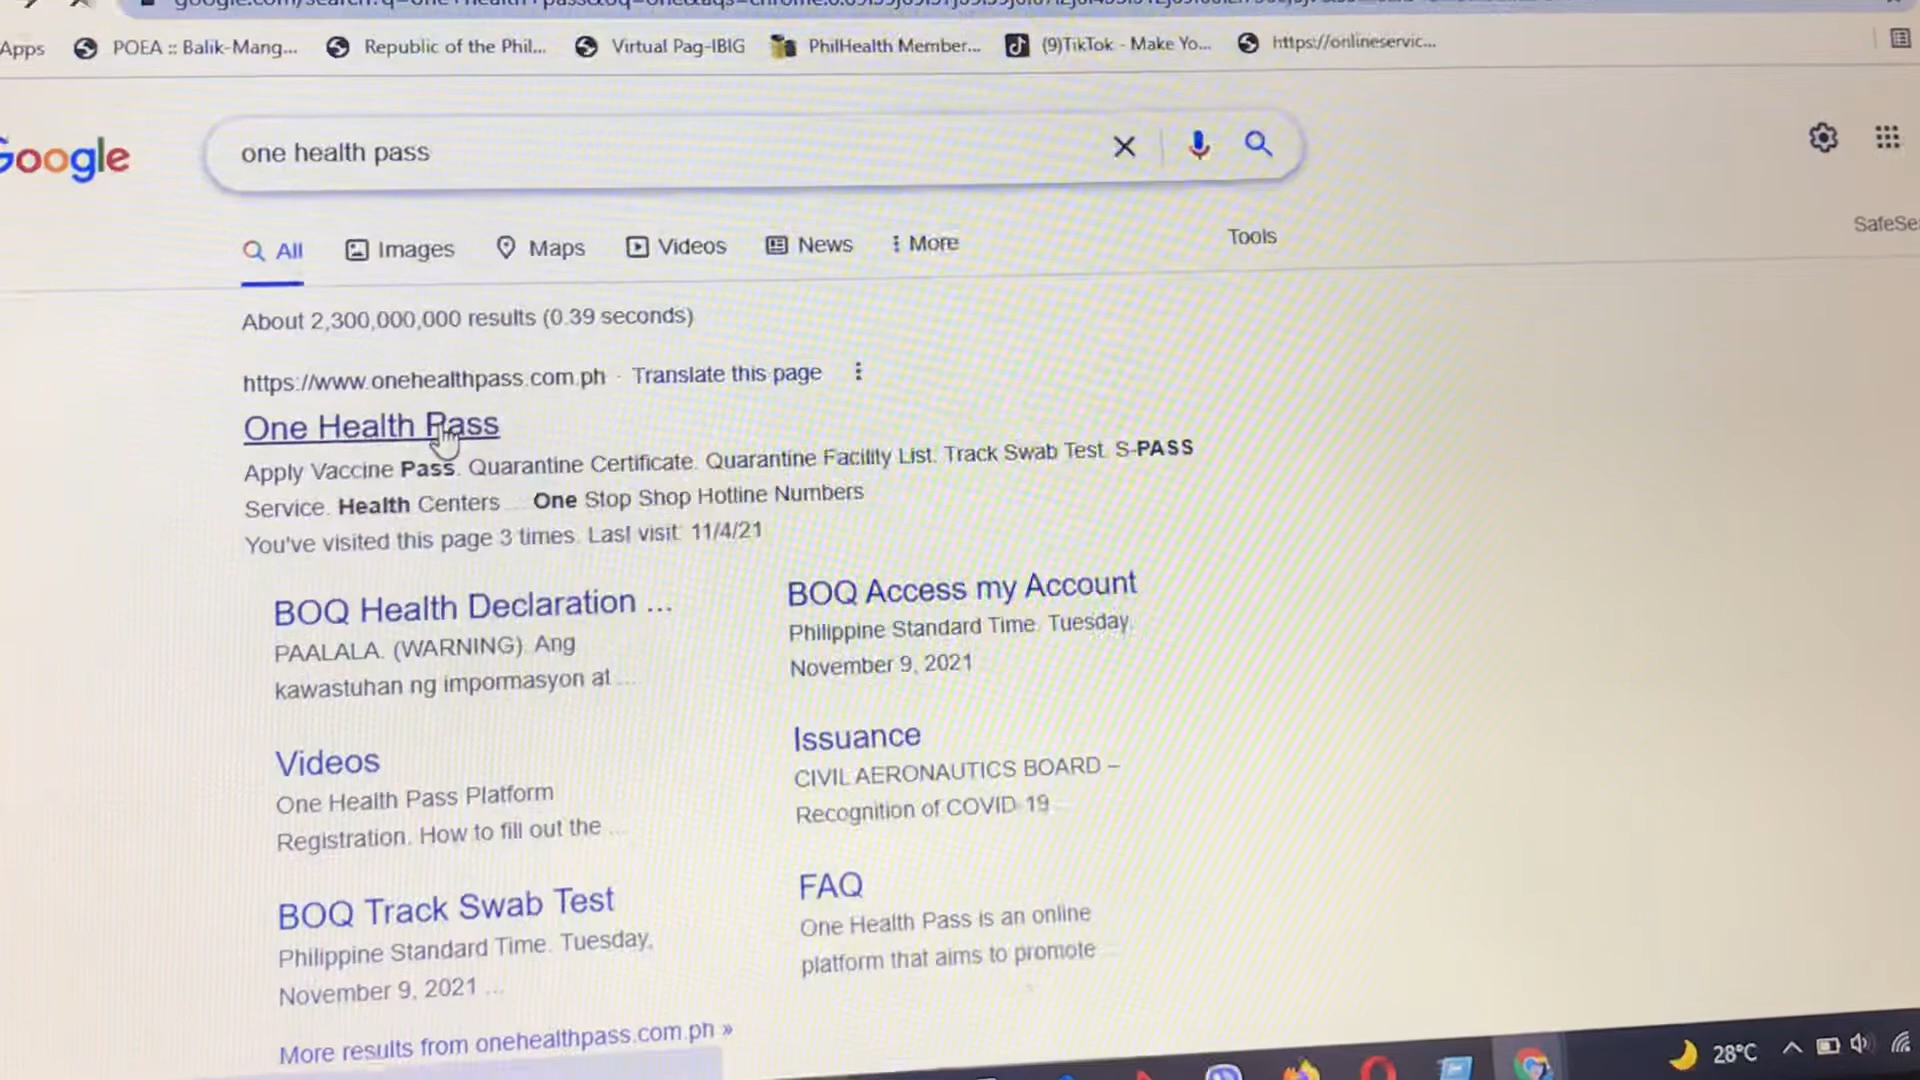 Apps POEA :: Balik-Mang... Republic of the Phil... Virtual Pag-IBIG PhilHealth Member... (9)TikTok - Make Yo... https://onlineservic...
Google one health pass
All Images Maps Videos News More Tools SafeSe
About 2,300,000,000 results (0.39 seconds)
https://www.onehealthpass.com.ph · Translate this page
One Health Pass
Apply Vaccine Pass. Quarantine Certificate. Quarantine Facility List. Track Swab Test. S-PASS
Service. Health Centers ... One Stop Shop Hotline Numbers
You've visited this page 3 times. Last visit: 11/4/21
BOQ Health Declaration ...
PAALALA. (WARNING). Ang
kawastuhan ng impormasyon at ...
BOQ Access my Account
Philippine Standard Time. Tuesday,
November 9, 2021
Videos
One Health Pass Platform
Registration. How to fill out the ...
Issuance
CIVIL AERONAUTICS BOARD –
Recognition of COVID-19 ...
BOQ Track Swab Test
Philippine Standard Time. Tuesday,
November 9, 2021 ...
FAQ
One Health Pass is an online
platform that aims to promote ...
More results from onehealthpass.com.ph »
28°C